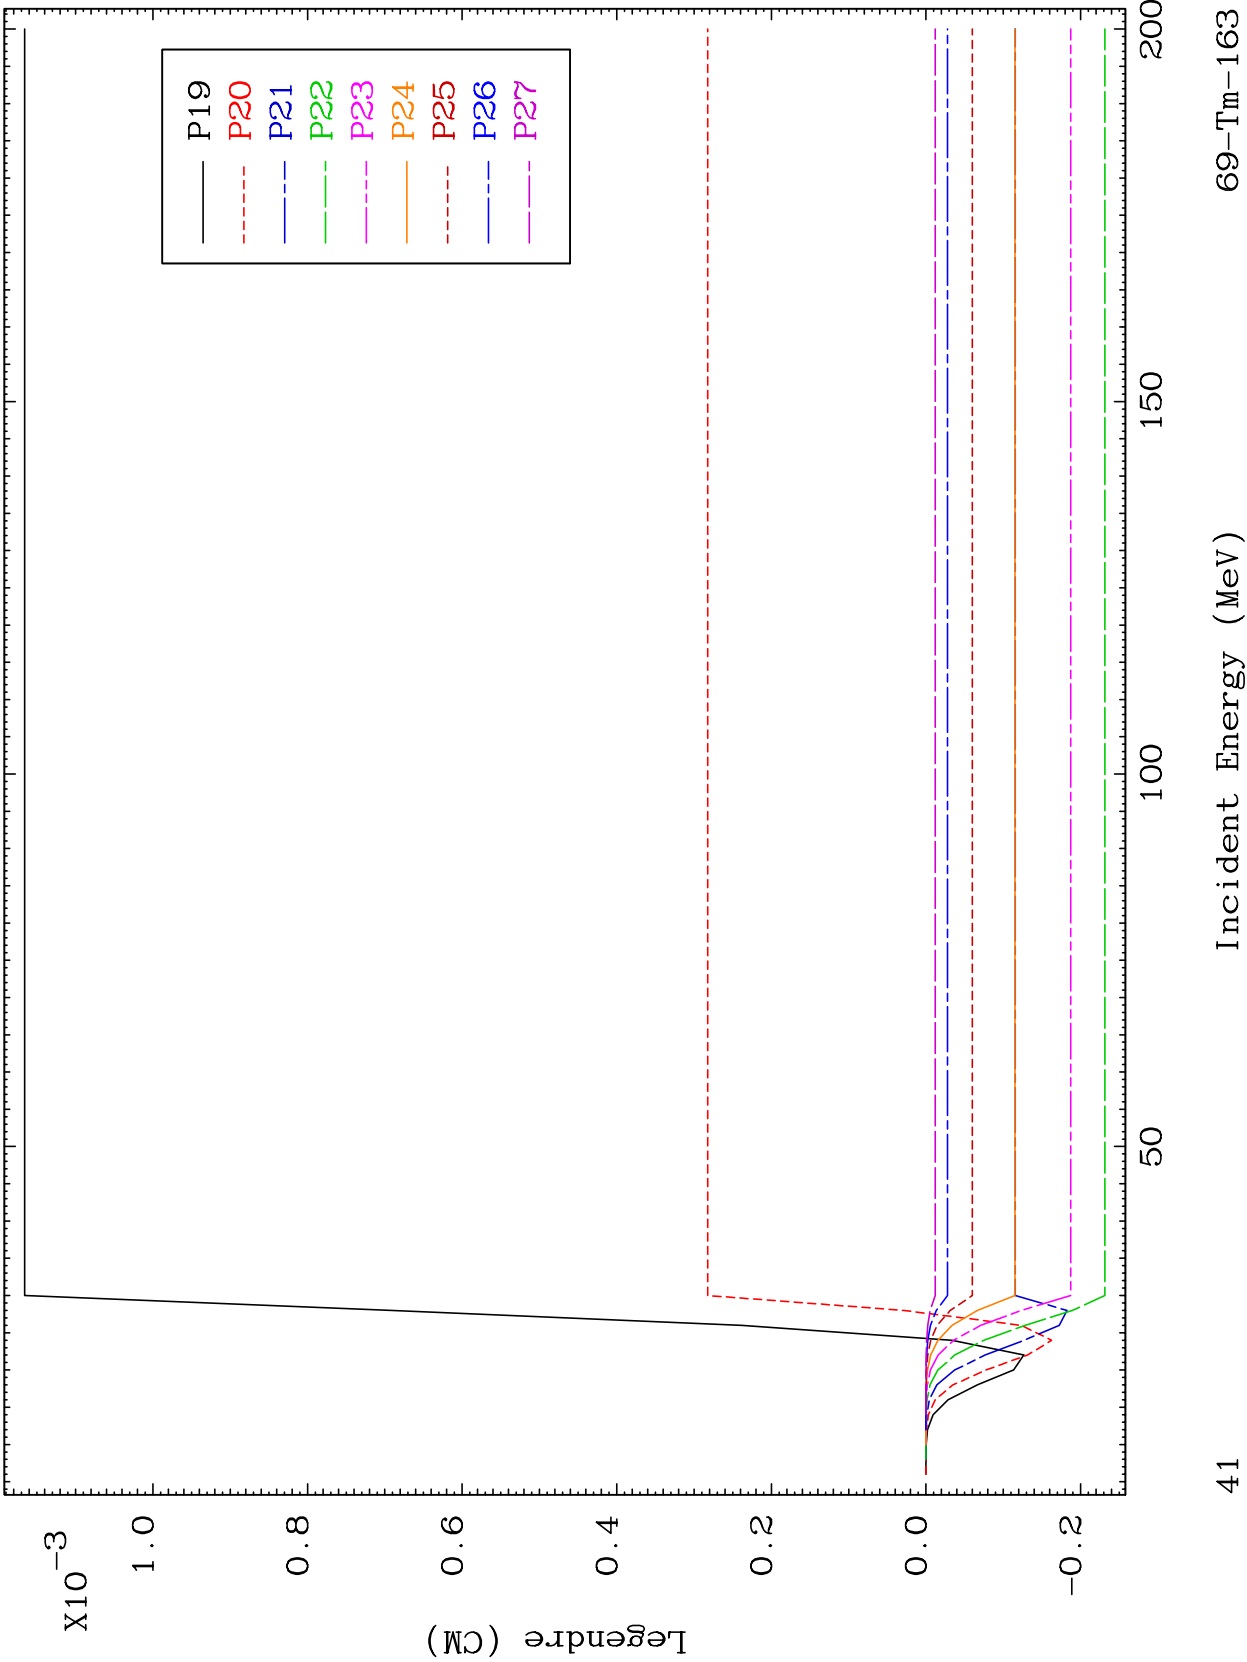 X10-3
1.0
0.8
0.6
0.4
0.2
0.0
-0.2
Legendre (CM)
P19
P20
P21
P22
P23
P24
P25
P26
P27
50
100
150
200
Incident Energy (MeV)
41
69-Tm-163